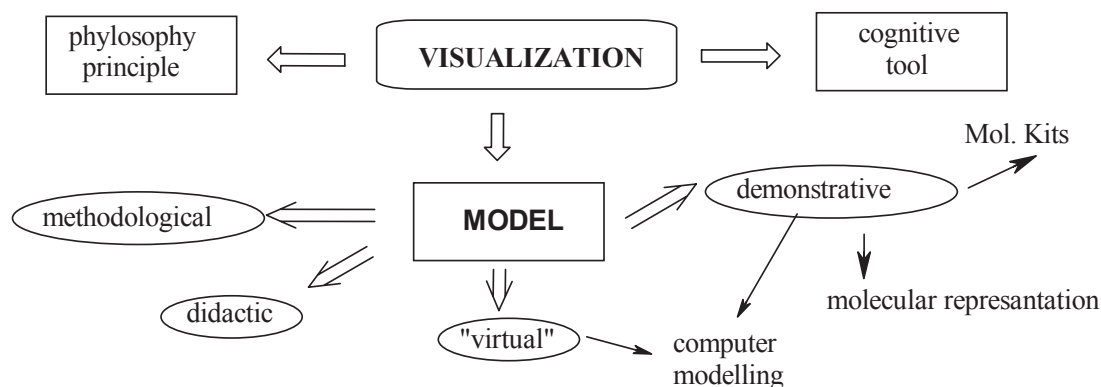 phylosophy
principle
VISUALIZATION
cognitive
tool
Mol. Kits
demonstrative
methodological
MODEL
didactic
"virtual"
molecular represantation
computer
modelling